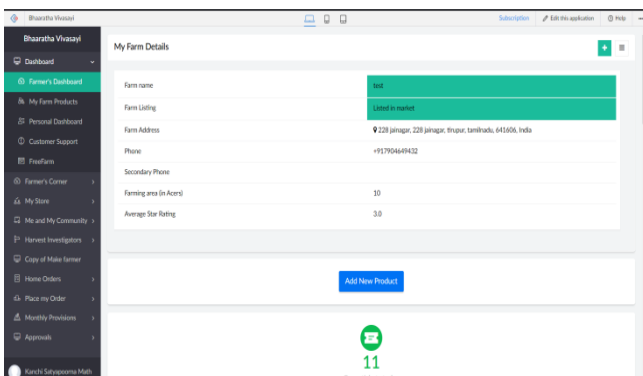 Bhaaratha Vivasayi
Subscription
Edit this application
Help
Bhaaratha Vivasayi
Dashboard
Farmer's Dashboard
My Farm Products
Personal Dashboard
Customer Support
FreeFarm
Farmer's Corner
My Store
Me and My Community
Harvest Investigators
Copy of Make farmer
Home Orders
Place my Order
Monthly Provisions
Approvals
Kanchi Satyapoorna Math
My Farm Details
Farm name test
Farm Listing Listed in market
Farm Address 228 jainagar, 228 jainagar, tirupur, tamilnadu, 641606, India
Phone +917904649432
Secondary Phone
Farming area (in Acers) 10
Average Star Rating 3.0
Add New Product
11